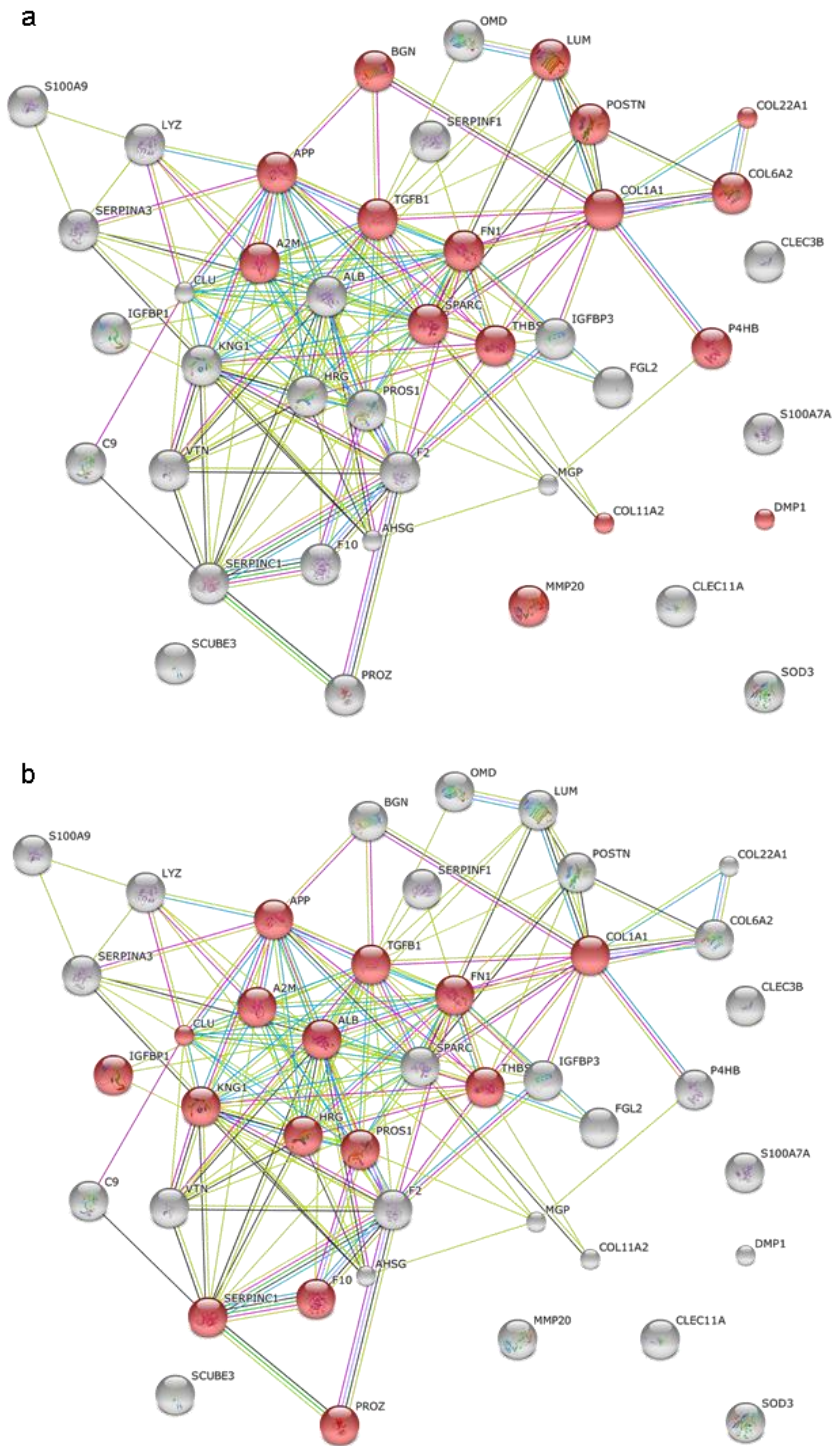 a
OMD
LUM
BGN
S100A9
POSTN
COL22A1
LYZ
SERPINF1
APP
COL6A2
TGFB1
COL1A1
SERPINA3
FN1
A2M
CLEC3B
CLU
ALB
SPARC
IGFBP1
THBS
IGFBP3
P4HB
KNG1
HRG
PROS1
FGL2
S100A7A
C9
VTN
F2
MGP
COL11A2
DMP1
AHSG
F10
SERPINC1
MMP20
CLEC11A
SCUBE3
PROZ
SOD3
b
OMD
LUM
BGN
S100A9
POSTN
COL22A1
LYZ
SERPINF1
APP
COL6A2
TGFB1
COL1A1
SERPINA3
FN1
A2M
CLEC3B
CLU
ALB
SPARC
IGFBP1
THBS
IGFBP3
P4HB
KNG1
HRG
PROS1
FGL2
S100A7A
C9
VTN
F2
MGP
COL11A2
DMP1
AHSG
F10
SERPINC1
MMP20
CLEC11A
SCUBE3
PROZ
SOD3